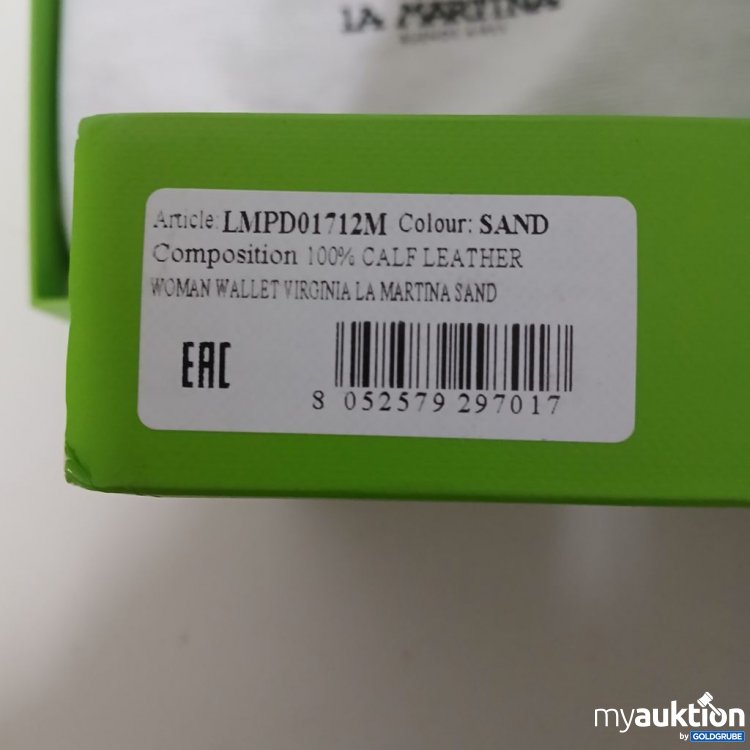 LA MARTINA
Article: LMPD01712M Colour: SAND
Composition 100% CALF LEATHER
WOMAN WALLET VIRGINIA LA MARTINA SAND
EAC
8 052579 297017
myauktion
by GOLDGRUBE